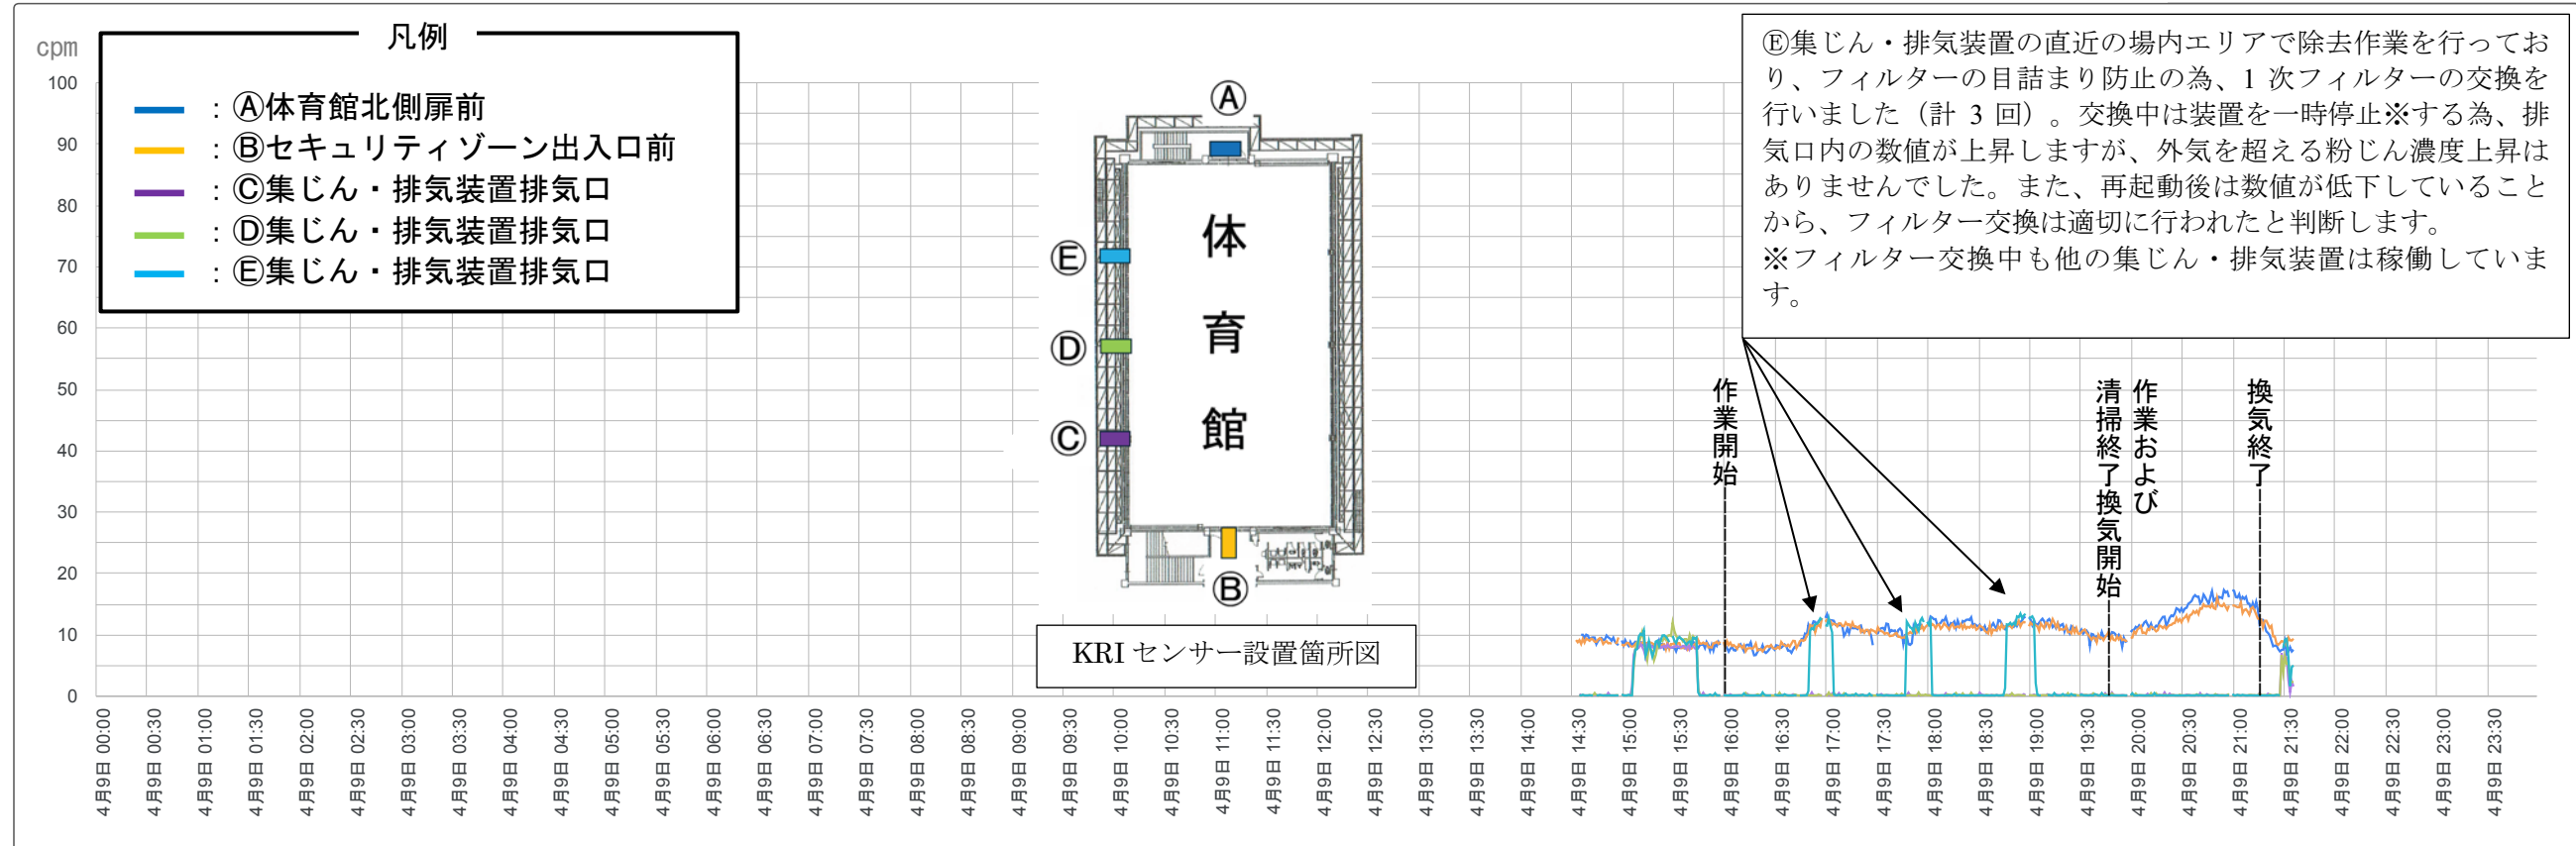 凡例
：Ⓐ体育館北側扉前
：Ⓑセキュリティゾーン出入口前
：Ⓒ集じん・排気装置排気口
：Ⓓ集じん・排気装置排気口
：Ⓔ集じん・排気装置排気口
cpm
100
90
80
70
60
50
40
30
20
10
0
Ⓐ
Ⓔ
Ⓓ
Ⓒ
Ⓑ
体育館
KRI センサー設置箇所図
Ⓔ集じん・排気装置の直近の場内エリアで除去作業を行ってお
り、フィルターの目詰まり防止の為、1 次フィルターの交換を
行いました（計 3 回）。交換中は装置を一時停止※する為、排
気口内の数値が上昇しますが、外気を超える粉じん濃度上昇は
ありませんでした。また、再起動後は数値が低下していること
から、フィルター交換は適切に行われたと判断します。
※フィルター交換中も他の集じん・排気装置は稼働していま
す。
作業開始
作業および
清掃終了換気開始
換気終了
4月9日 00:00
4月9日 00:30
4月9日 01:00
4月9日 01:30
4月9日 02:00
4月9日 02:30
4月9日 03:00
4月9日 03:30
4月9日 04:00
4月9日 04:30
4月9日 05:00
4月9日 05:30
4月9日 06:00
4月9日 06:30
4月9日 07:00
4月9日 07:30
4月9日 08:00
4月9日 08:30
4月9日 09:00
4月9日 09:30
4月9日 10:00
4月9日 10:30
4月9日 11:00
4月9日 11:30
4月9日 12:00
4月9日 12:30
4月9日 13:00
4月9日 13:30
4月9日 14:00
4月9日 14:30
4月9日 15:00
4月9日 15:30
4月9日 16:00
4月9日 16:30
4月9日 17:00
4月9日 17:30
4月9日 18:00
4月9日 18:30
4月9日 19:00
4月9日 19:30
4月9日 20:00
4月9日 20:30
4月9日 21:00
4月9日 21:30
4月9日 22:00
4月9日 22:30
4月9日 23:00
4月9日 23:30